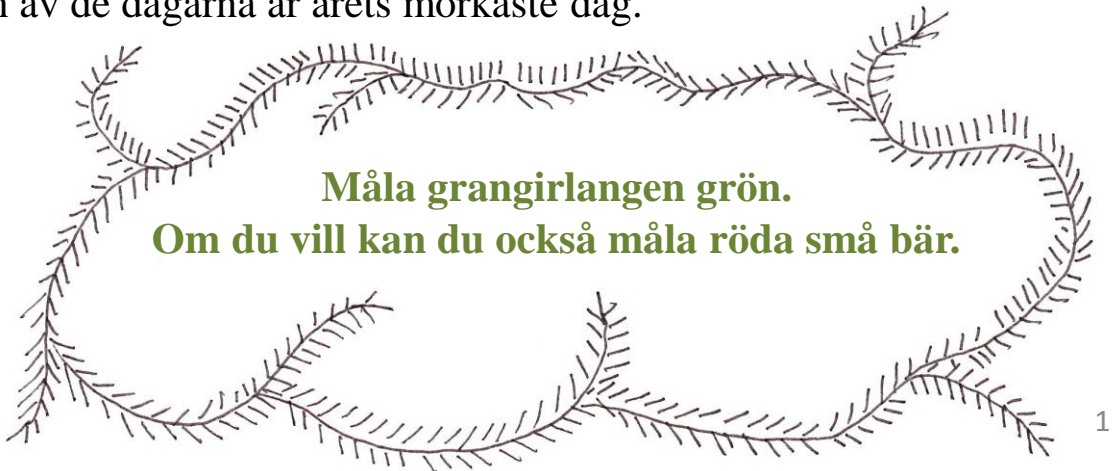 av de dagarna är årets mörkaste dag.
Måla grangirlangen grön.
Om du vill kan du också måla röda små bär.
1